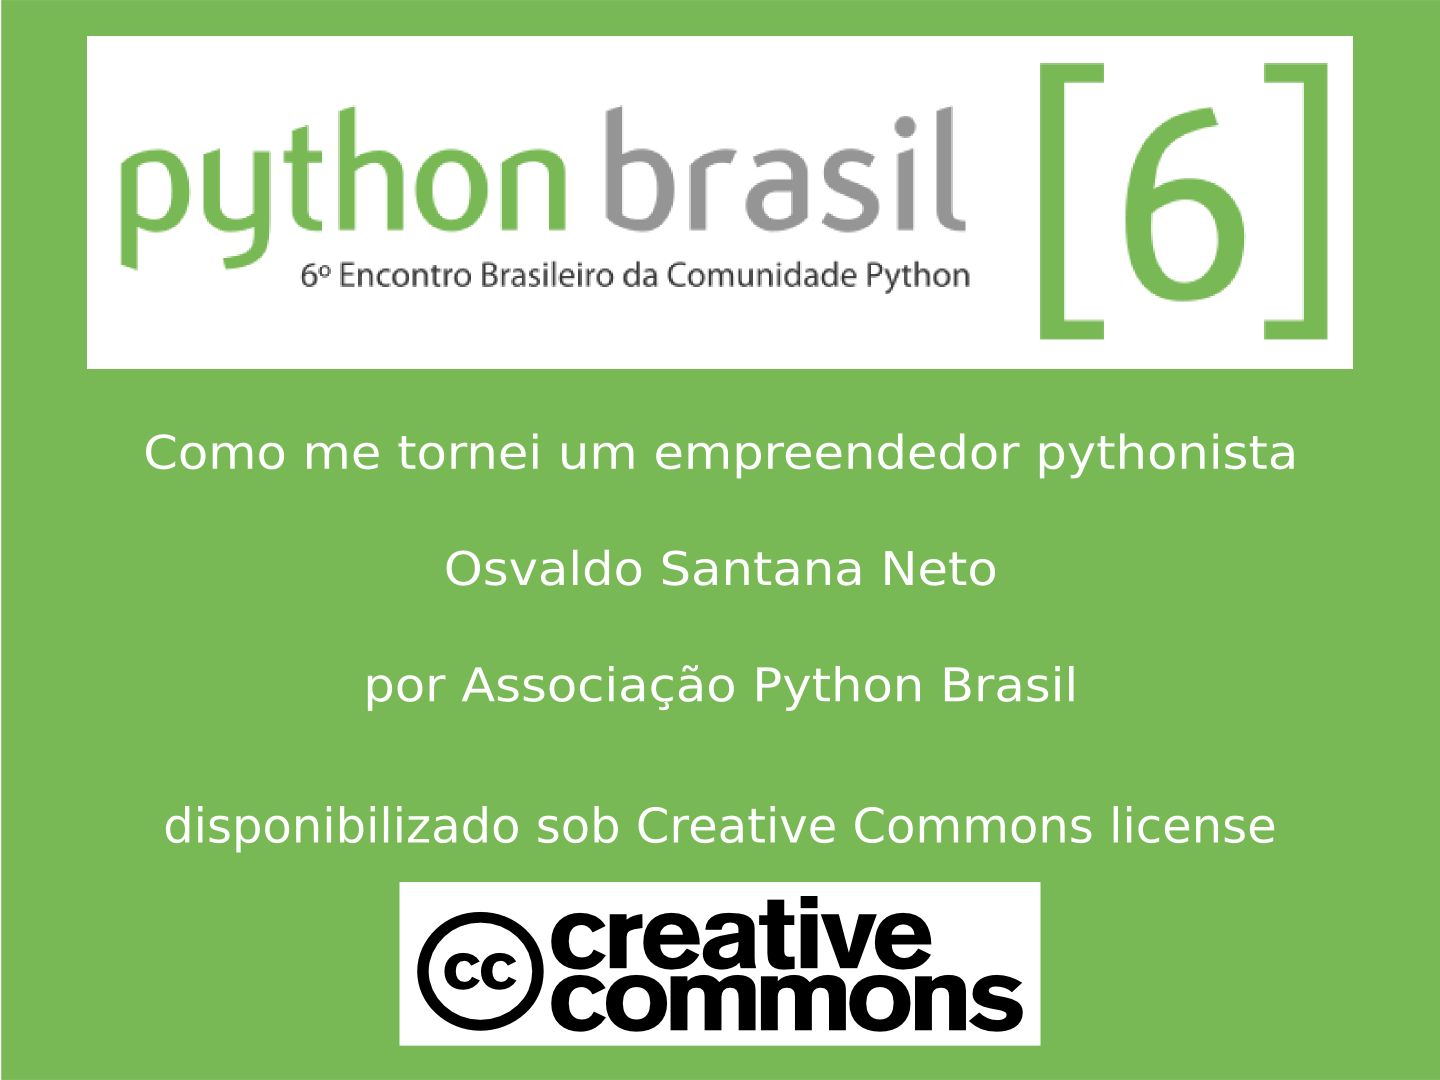 python brasil [6]
6º Encontro Brasileiro da Comunidade Python
Como me tornei um empreendedor pythonista
Osvaldo Santana Neto
por Associação Python Brasil
disponibilizado sob Creative Commons license
cc creative
commons